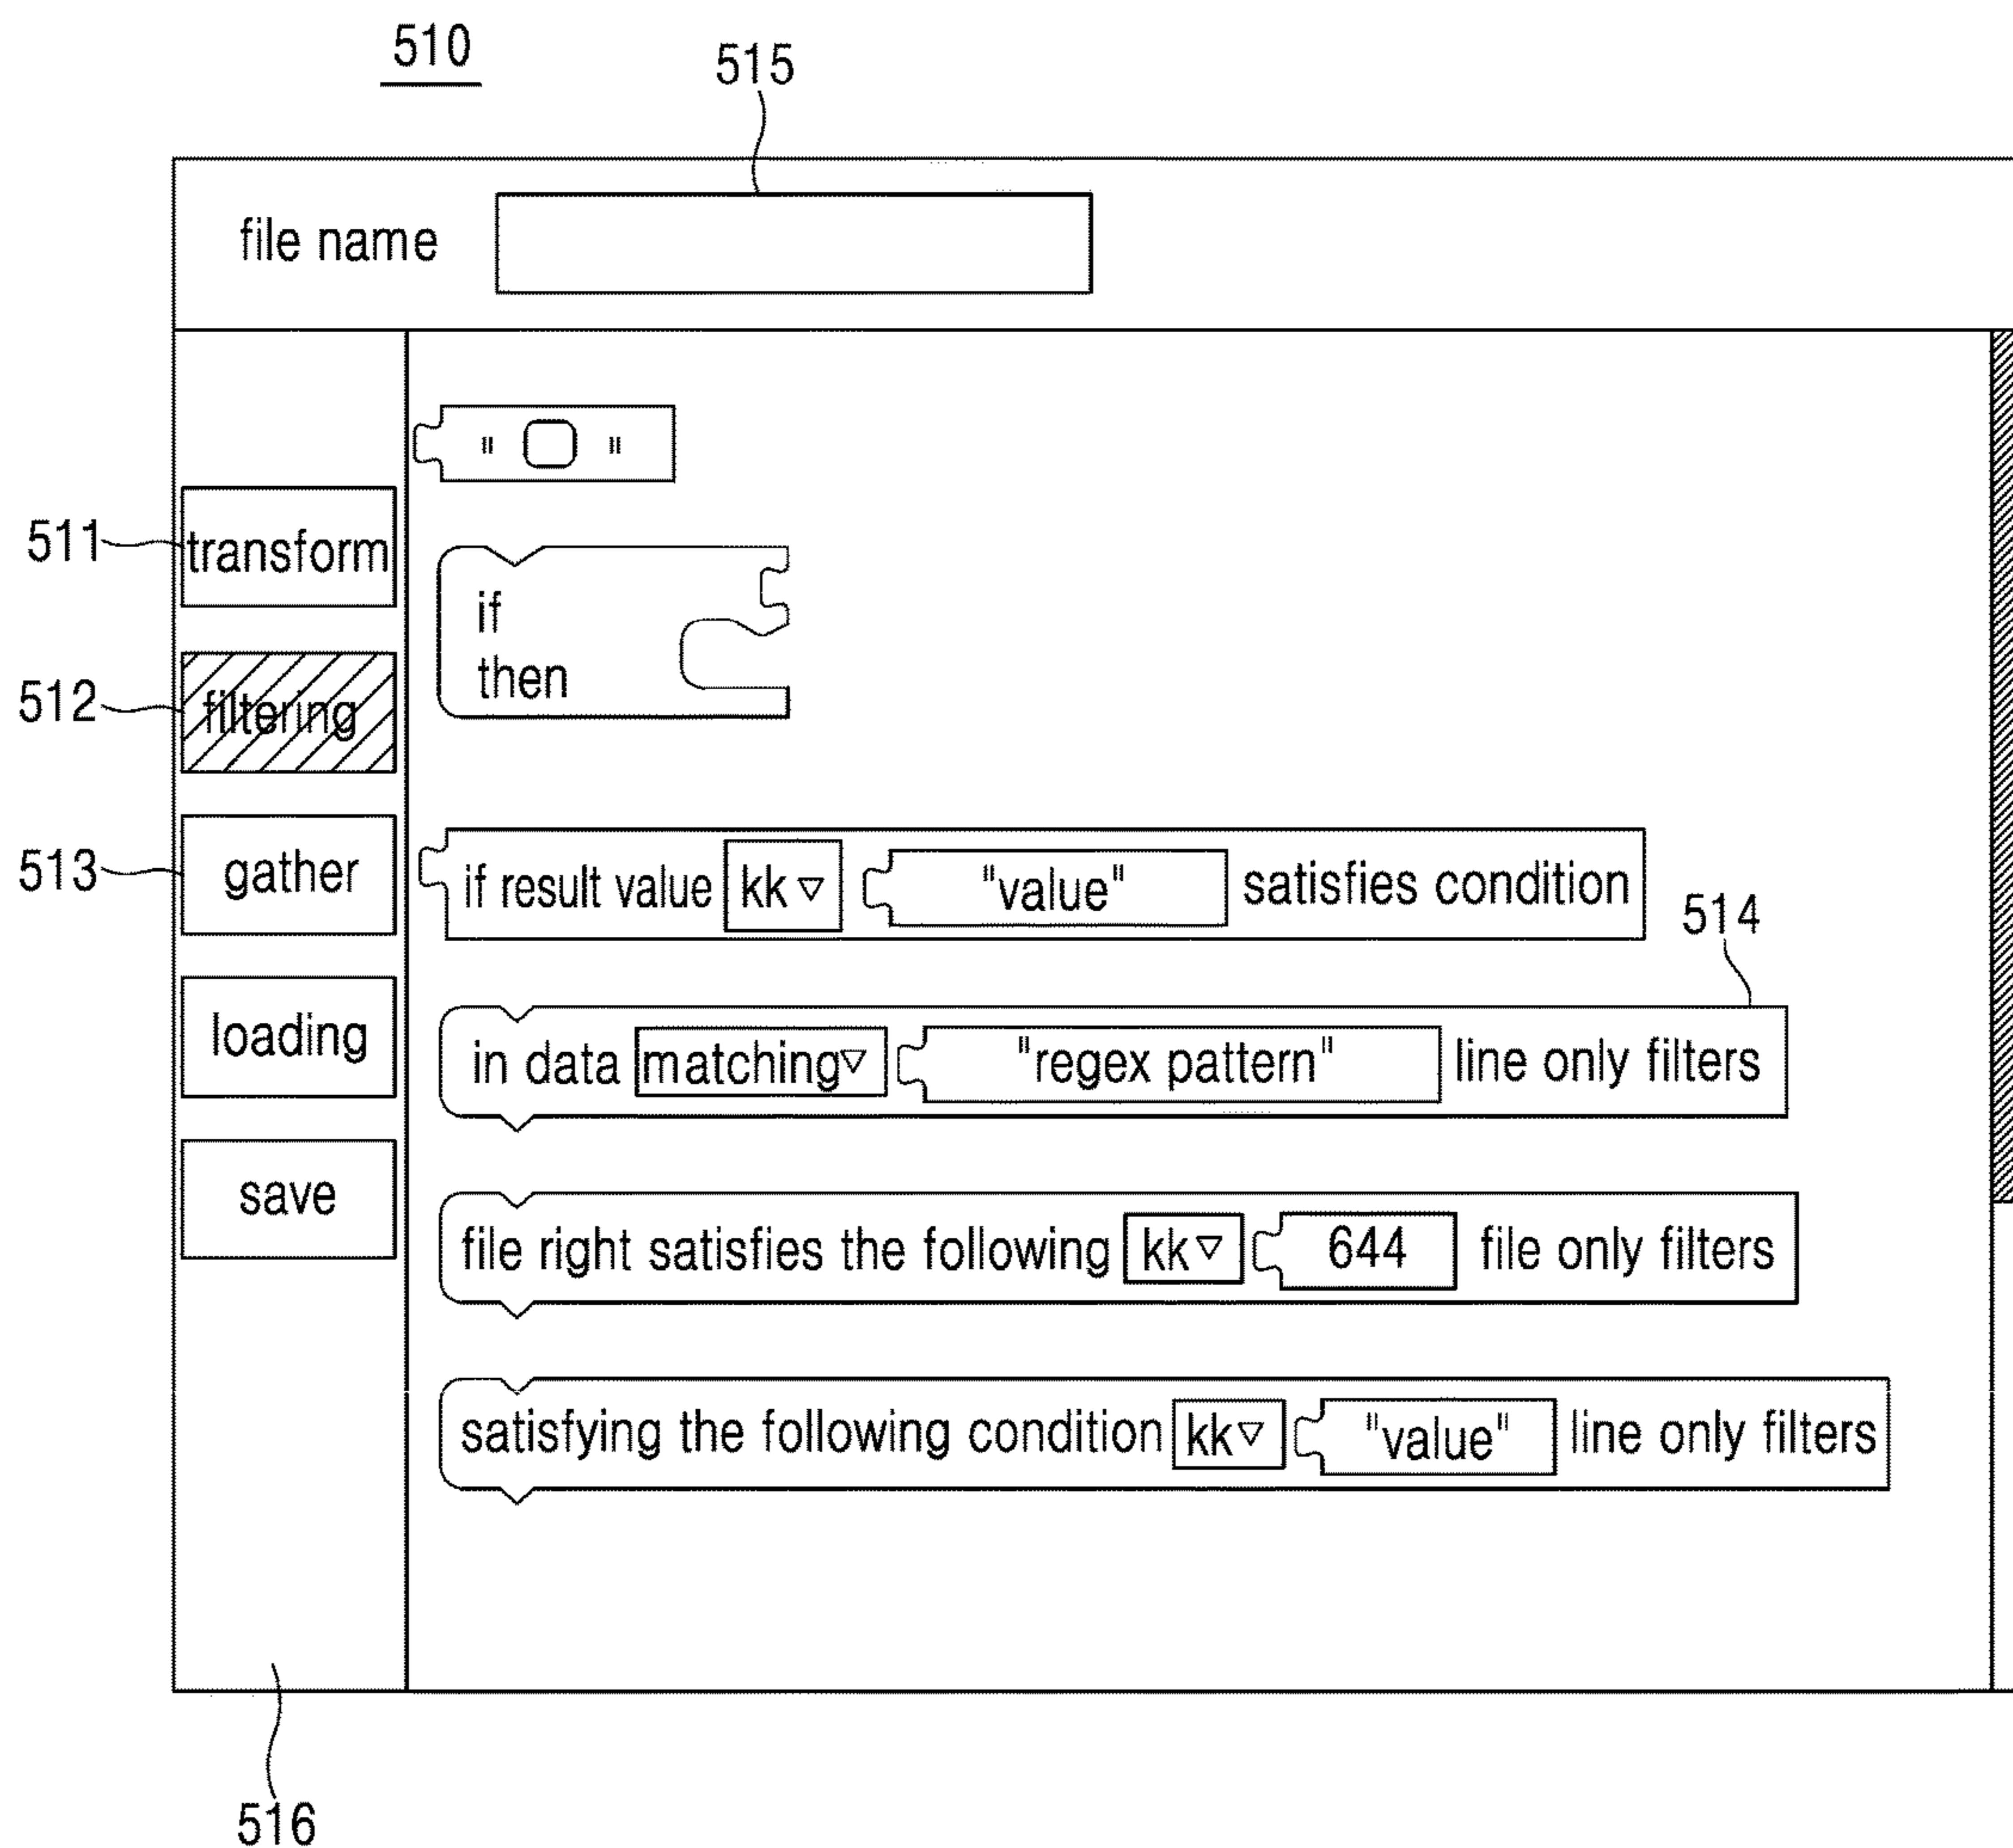 510
515
file name
" "
511
transform
if
then
512
filtering
513
gather
if result value kk ▽ "value" satisfies condition
514
loading
in data matching▽ "regex pattern" line only filters
save
file right satisfies the following kk▽ 644 file only filters
satisfying the following condition kk▽ "value" line only filters
516